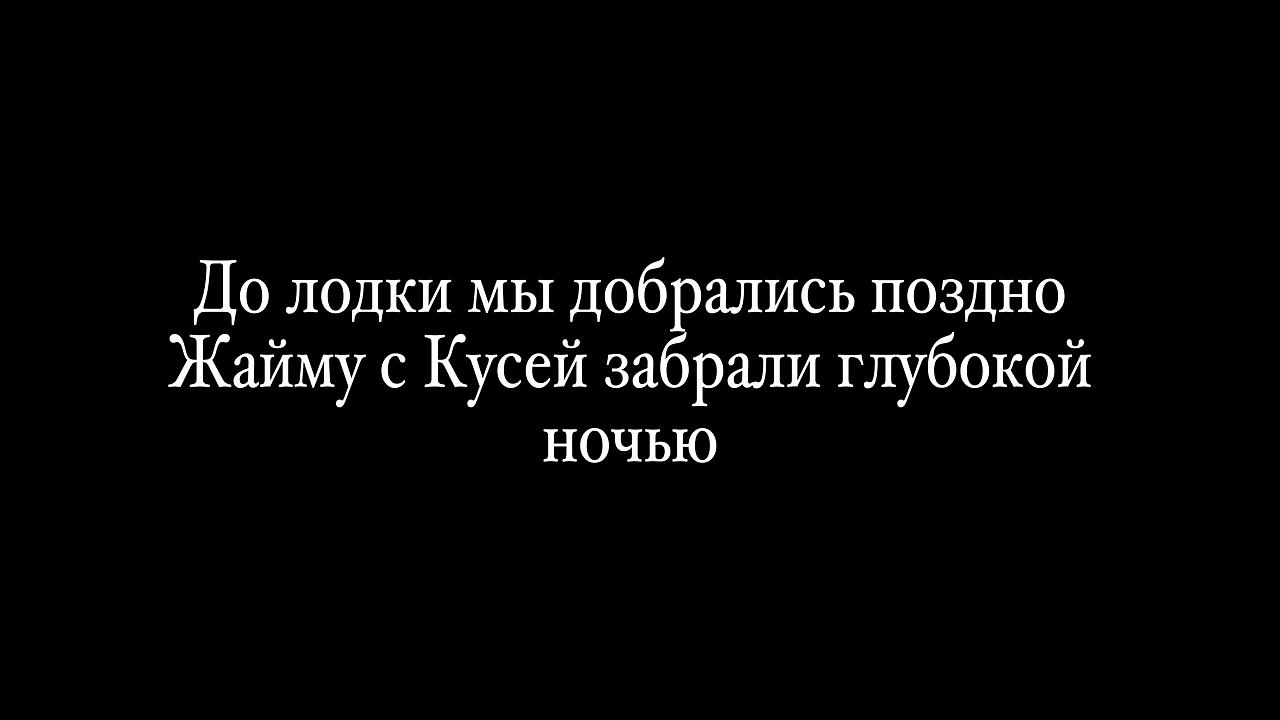 До лодки мы добрались поздно
Жайму с Кусей забрали глубокой
ночью